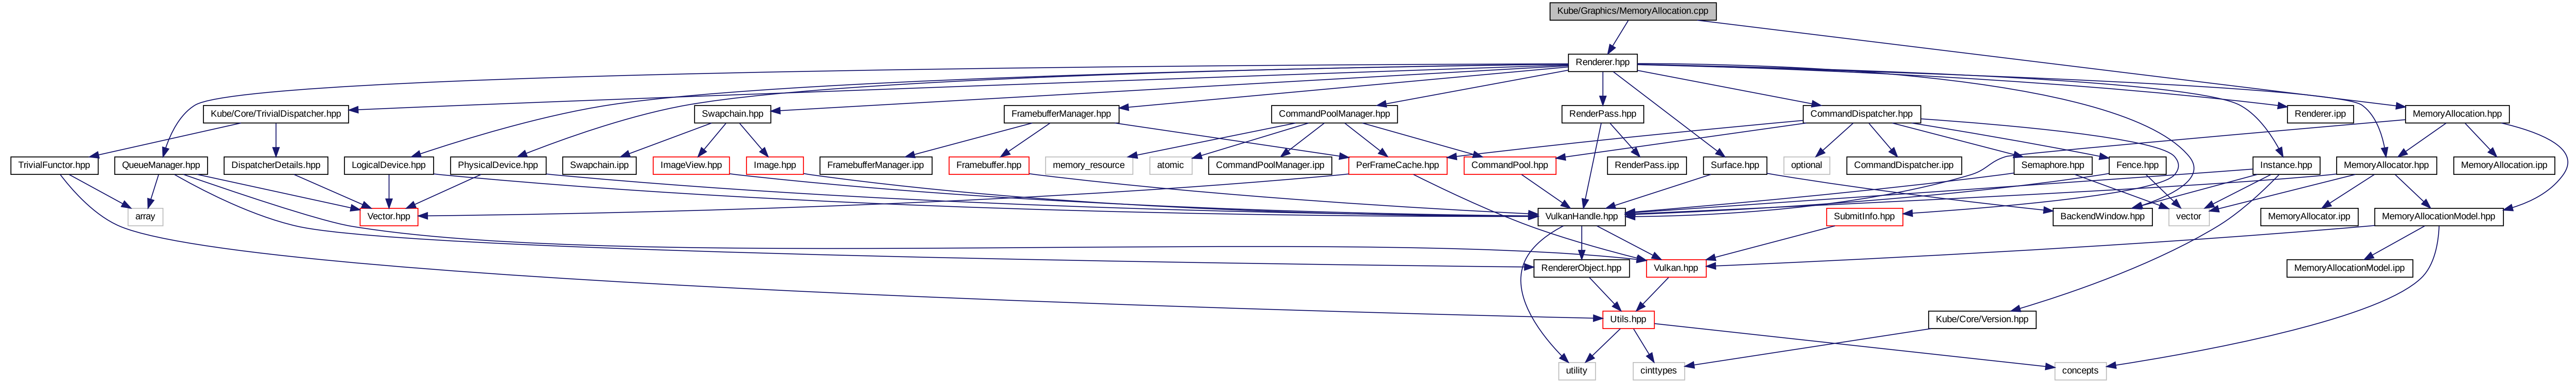 Kube/Graphics/MemoryAllocation.cpp
Renderer.hpp
Kube/Core/TrivialDispatcher.hpp
Swapchain.hpp
FramebufferManager.hpp
CommandPoolManager.hpp
RenderPass.hpp
CommandDispatcher.hpp
Renderer.ipp
MemoryAllocation.hpp
TrivialFunctor.hpp
QueueManager.hpp
DispatcherDetails.hpp
LogicalDevice.hpp
PhysicalDevice.hpp
Swapchain.ipp
ImageView.hpp
Image.hpp
FramebufferManager.ipp
Framebuffer.hpp
memory_resource
atomic
CommandPoolManager.ipp
PerFrameCache.hpp
CommandPool.hpp
RenderPass.ipp
Surface.hpp
optional
CommandDispatcher.ipp
Semaphore.hpp
Fence.hpp
Instance.hpp
MemoryAllocator.hpp
MemoryAllocation.ipp
array
Vector.hpp
VulkanHandle.hpp
SubmitInfo.hpp
BackendWindow.hpp
vector
MemoryAllocator.ipp
MemoryAllocationModel.hpp
RendererObject.hpp
Vulkan.hpp
MemoryAllocationModel.ipp
Utils.hpp
Kube/Core/Version.hpp
utility
cinttypes
concepts